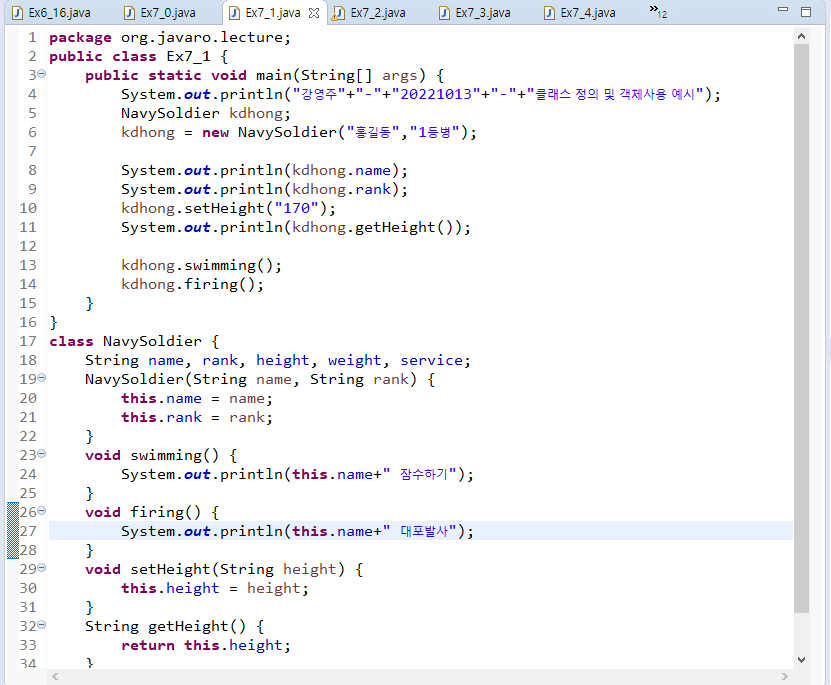 Ex6_16.java Ex7_0.java Ex7_1.java Ex7_2.java Ex7_3.java Ex7_4.java »12
1 package org.javaro.lecture;
2 public class Ex7_1 {
3 public static void main(String[] args) {
4 System.out.println("강영주"+"-"+"20221013"+"-"+"클래스 정의 및 객체사용 예시");
5 NavySoldier kdhong;
6 kdhong = new NavySoldier("홍길동","1등병");
7
8 System.out.println(kdhong.name);
9 System.out.println(kdhong.rank);
10 kdhong.setHeight("170");
11 System.out.println(kdhong.getHeight());
12
13 kdhong.swimming();
14 kdhong.firing();
15 }
16 }
17 class NavySoldier {
18 String name, rank, height, weight, service;
19 NavySoldier(String name, String rank) {
20 this.name = name;
21 this.rank = rank;
22 }
23 void swimming() {
24 System.out.println(this.name+" 잠수하기");
25 }
26 void firing() {
27 System.out.println(this.name+" 대포발사");
28 }
29 void setHeight(String height) {
30 this.height = height;
31 }
32 String getHeight() {
33 return this.height;
34 }